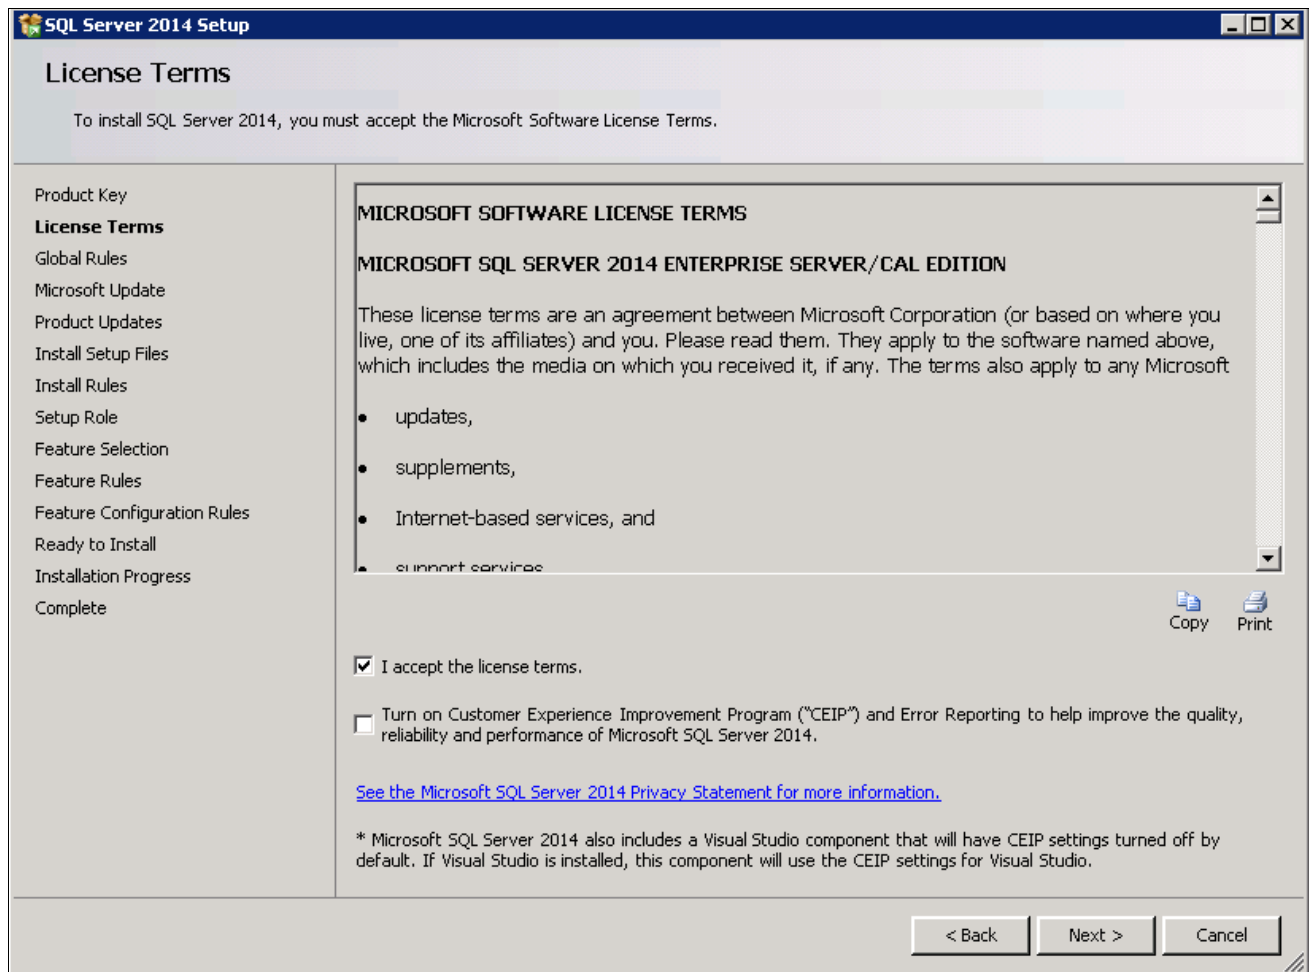 SQL Server 2014 Setup
License Terms
To install SQL Server 2014, you must accept the Microsoft Software License Terms.
Product Key
License Terms
Global Rules
Microsoft Update
Product Updates
Install Setup Files
Install Rules
Setup Role
Feature Selection
Feature Rules
Feature Configuration Rules
Ready to Install
Installation Progress
Complete
MICROSOFT SOFTWARE LICENSE TERMS
MICROSOFT SQL SERVER 2014 ENTERPRISE SERVER/CAL EDITION
These license terms are an agreement between Microsoft Corporation (or based on where you
live, one of its affiliates) and you. Please read them. They apply to the software named above,
which includes the media on which you received it, if any. The terms also apply to any Microsoft
• updates,
• supplements,
• Internet-based services, and
• support services
Copy
Print
I accept the license terms.
Turn on Customer Experience Improvement Program ("CEIP") and Error Reporting to help improve the quality,
reliability and performance of Microsoft SQL Server 2014.
See the Microsoft SQL Server 2014 Privacy Statement for more information.
* Microsoft SQL Server 2014 also includes a Visual Studio component that will have CEIP settings turned off by
default. If Visual Studio is installed, this component will use the CEIP settings for Visual Studio.
< Back
Next >
Cancel